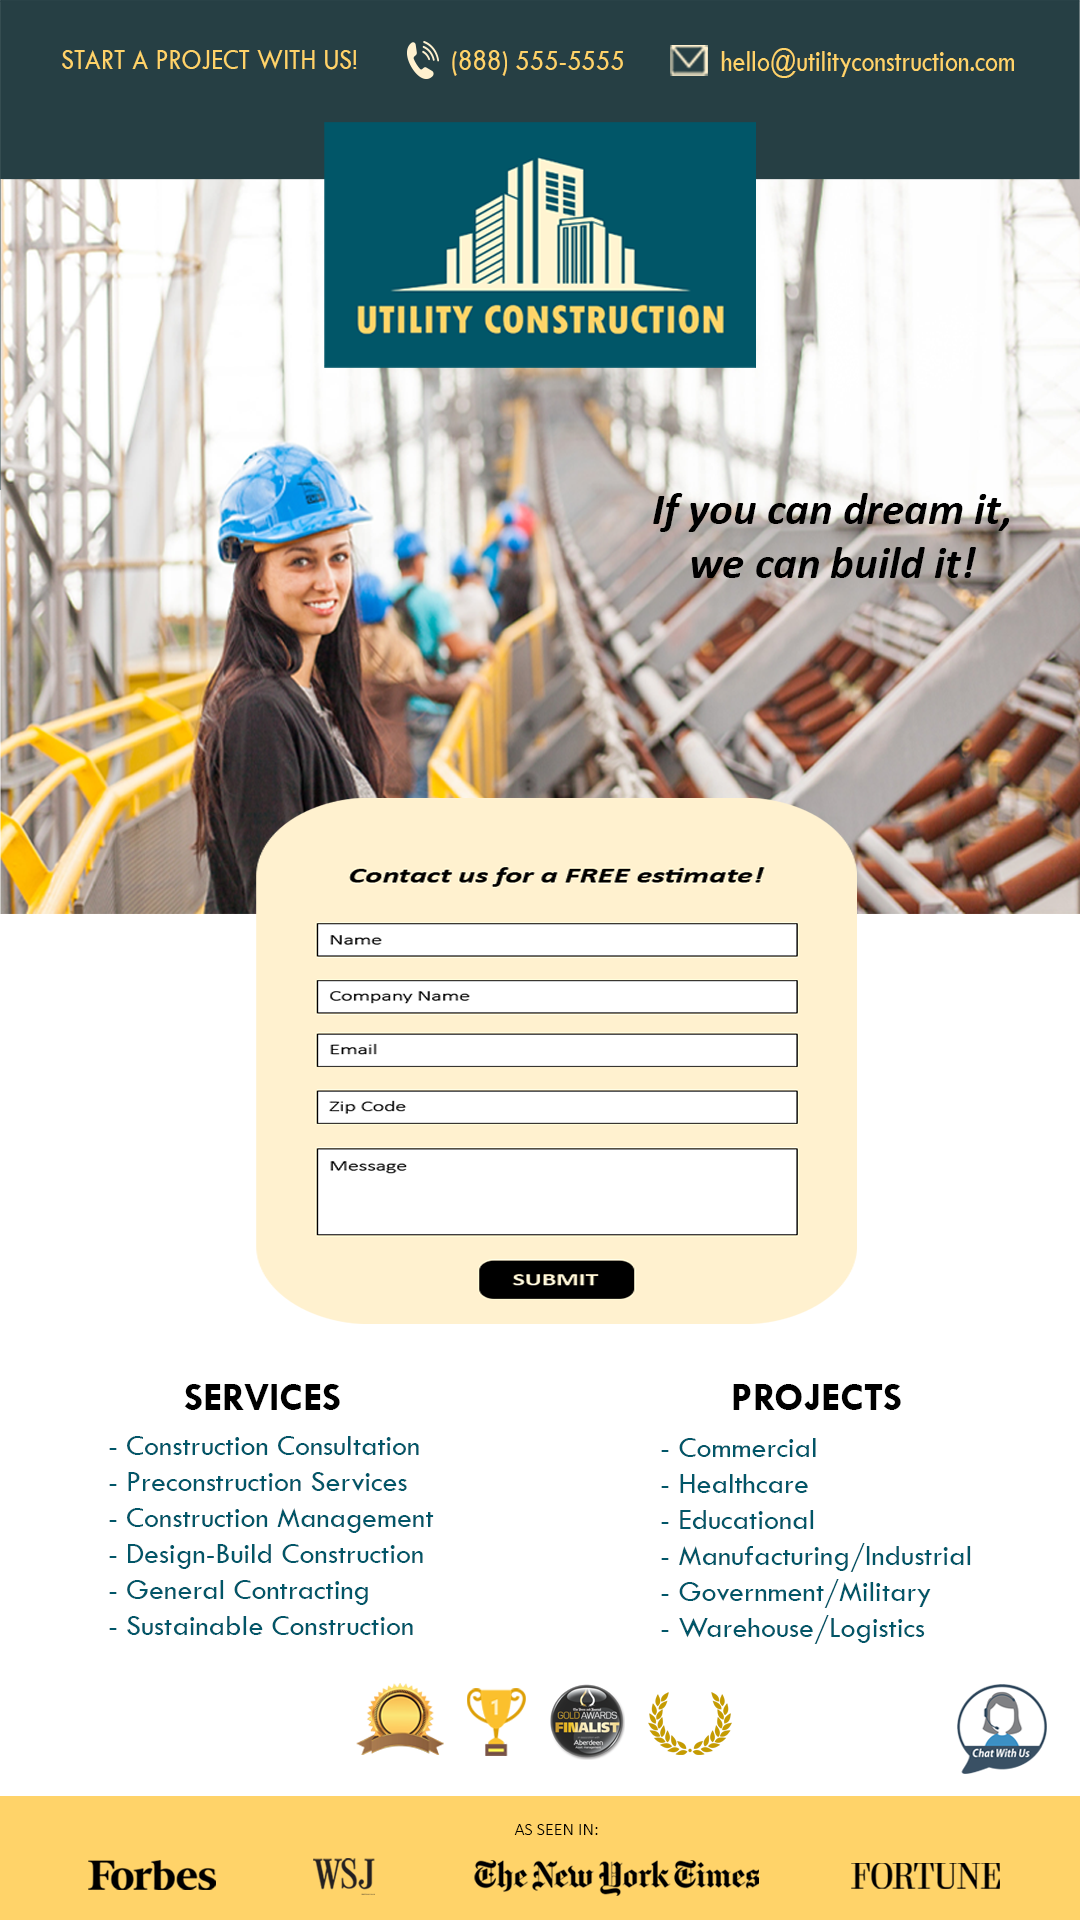 START A PROJECT WITH US!
(888) 555-5555
hello@utilityconstruction.com
UTILITY CONSTRUCTION
If you can dream it,
we can build it!
Contact us for a FREE estimate!
Name
Company Name
Email
Zip Code
Message
SUBMIT
SERVICES
- Construction Consultation
- Preconstruction Services
- Construction Management
- Design-Build Construction
- General Contracting
- Sustainable Construction
PROJECTS
- Commercial
- Healthcare
- Educational
- Manufacturing/Industrial
- Government/Military
- Warehouse/Logistics
1
GOLD AWARDS
FINALIST
Aberdeen
Chat With Us
AS SEEN IN:
Forbes
WSJ
The New York Times
FORTUNE